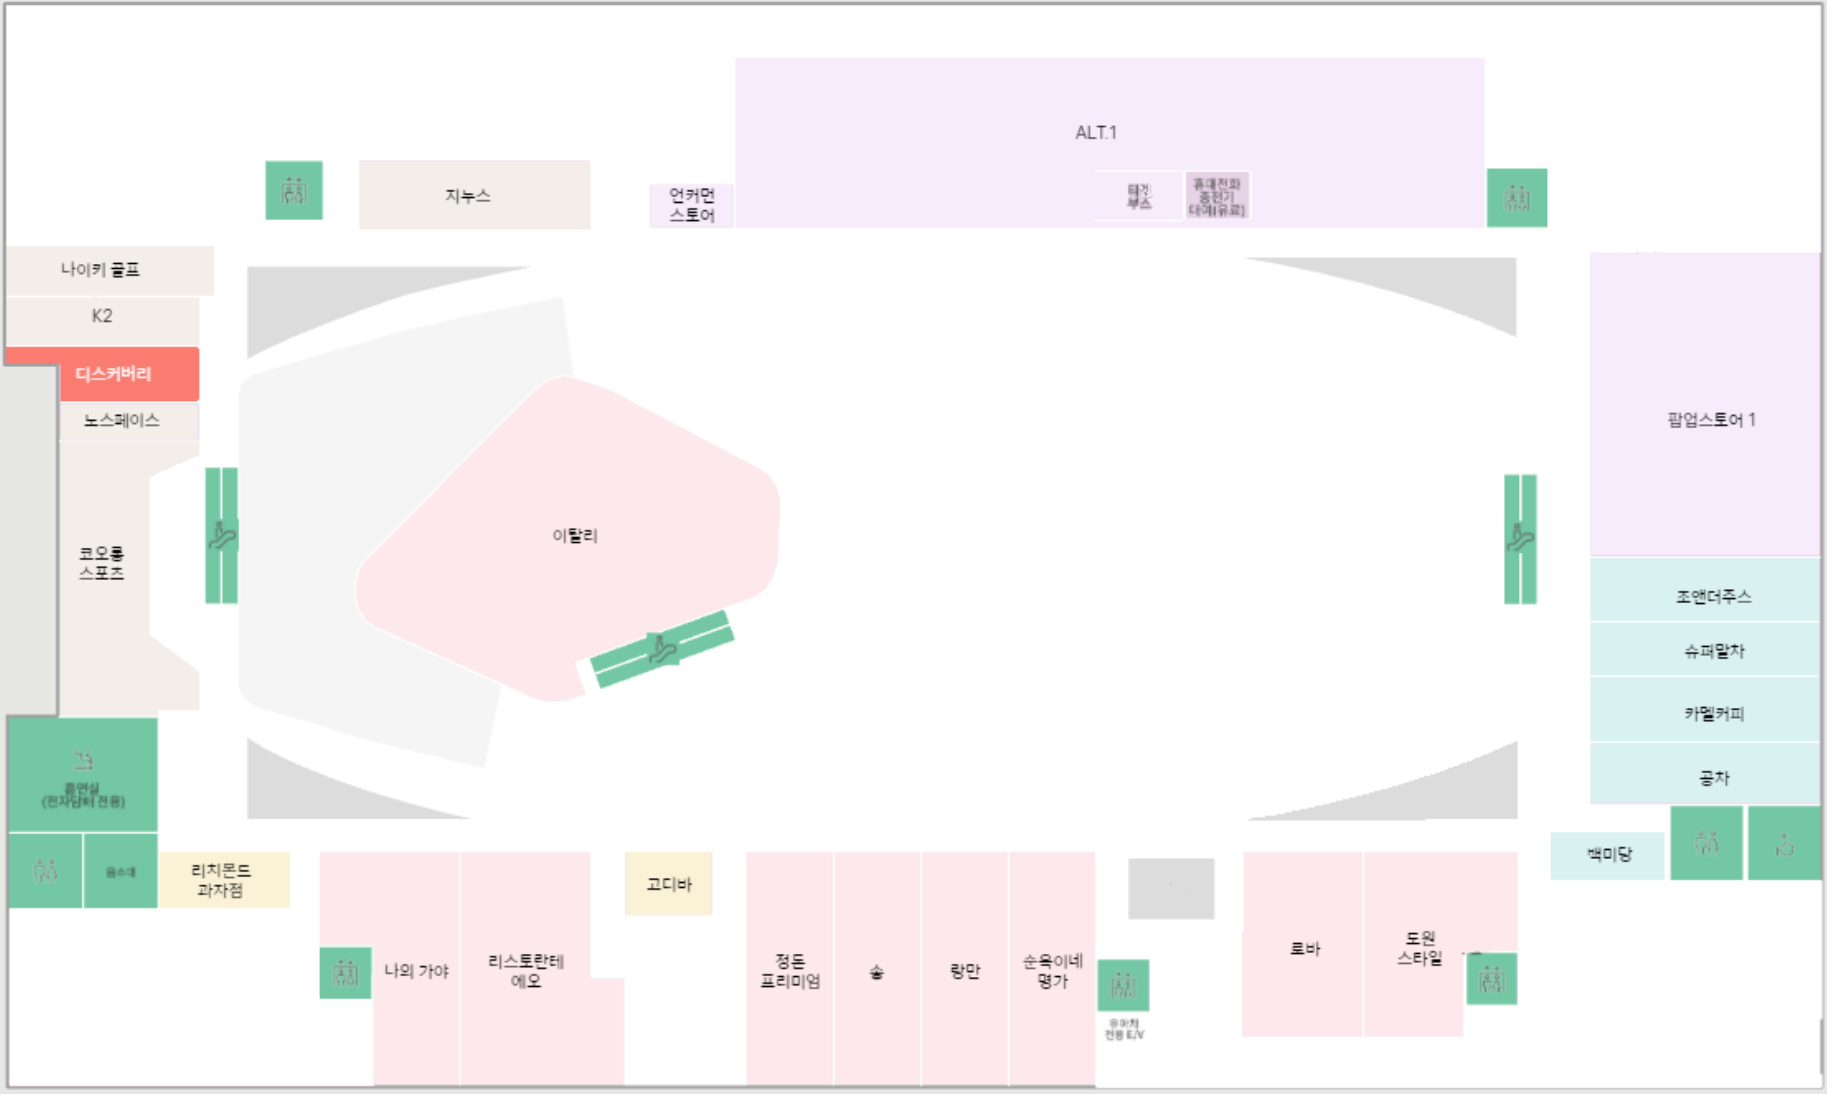 ALT.1
지누스
언커먼
스토어
티켓
부스
휴대전화
충전기
대여(유료)
나이키 골프
K2
디스커버리
노스페이스
코오롱
스포츠
이탈리
팝업스토어 1
조앤더주스
슈퍼말차
카멜커피
공차
백미당
흡연실
(전자담배 전용)
음수대
리치몬드
과자점
나의 가야
리스토란테
에오
고디바
정돈
프리미엄
송
랑만
순옥이네
명가
유아차
전용 E/V
로바
도원
스타일